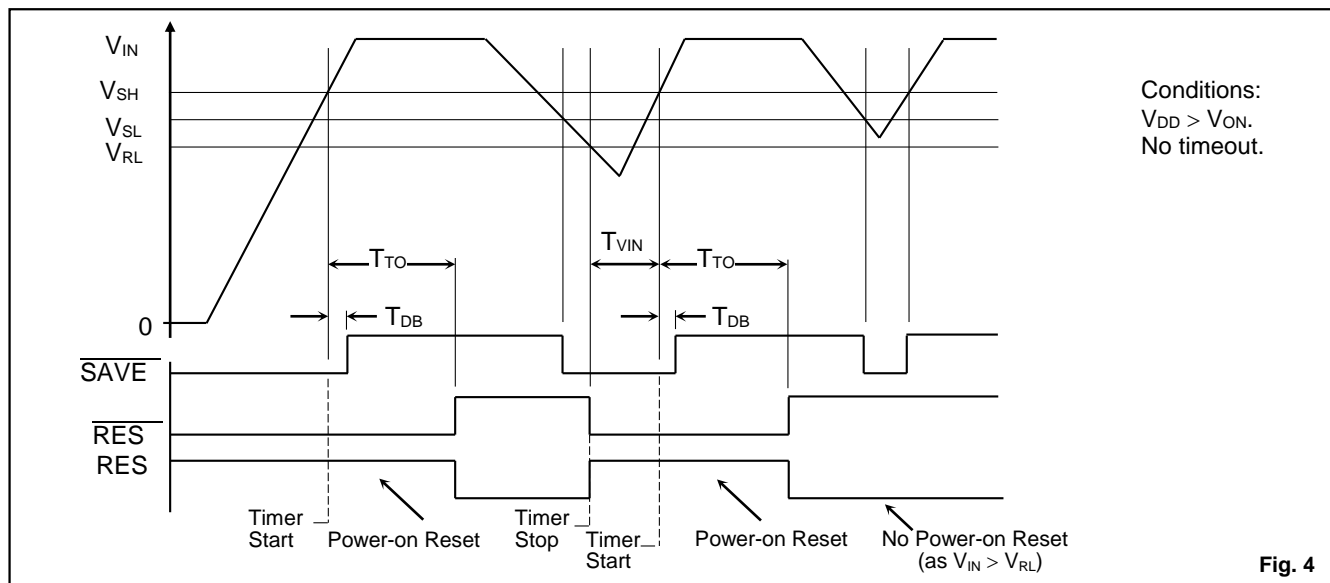 VIN
VSH
VSL
VRL
0
Conditions:
VDD > VON.
No timeout.
TTO
TVIN
TTO
TDB
TDB
SAVE
RES
RES
Timer Start
Power-on Reset
Timer Stop
Timer Start
Power-on Reset
No Power-on Reset
(as VIN > VRL)
Fig. 4